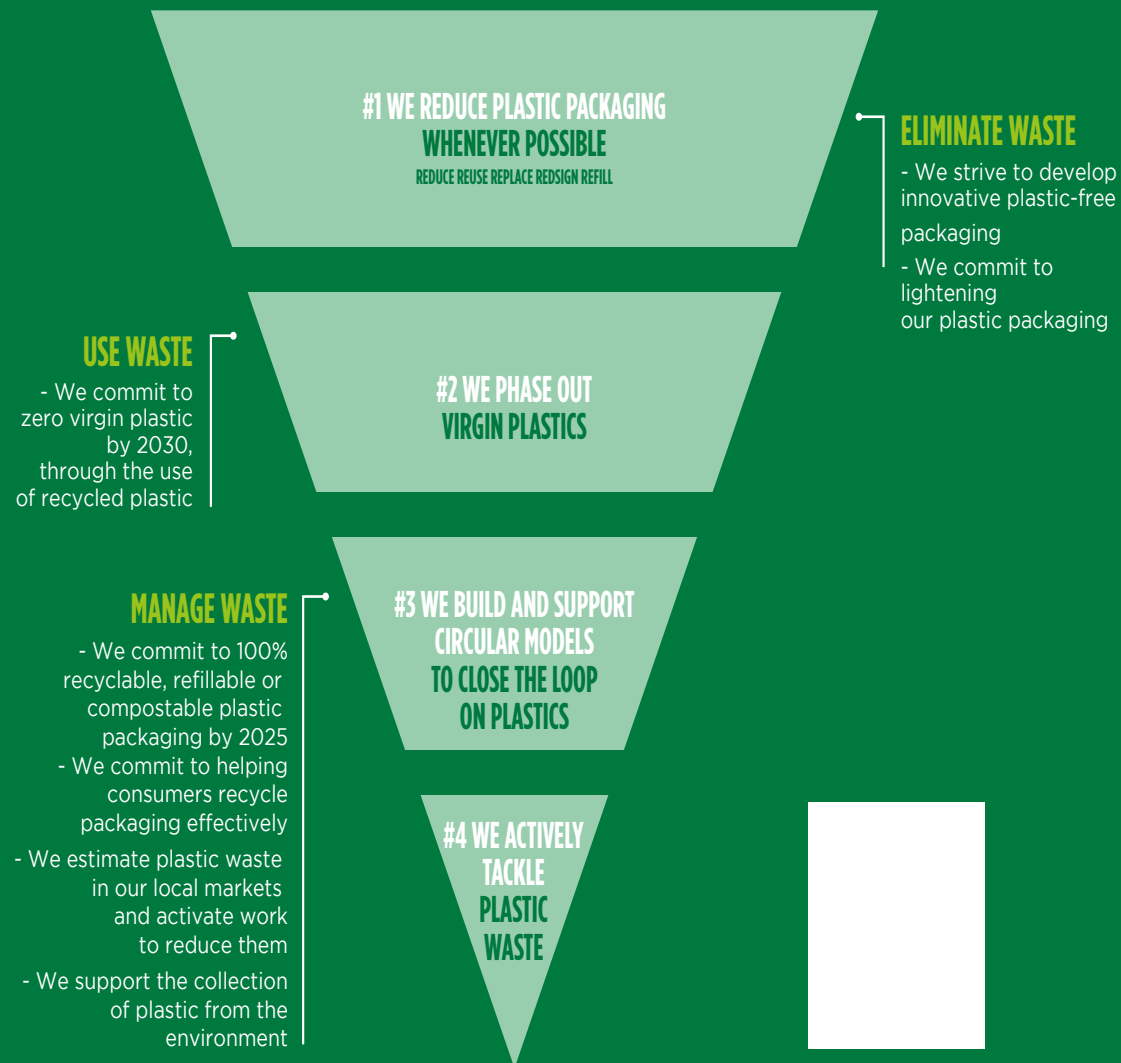 #1 WE REDUCE PLASTIC PACKAGING
WHENEVER POSSIBLE
REDUCE REUSE REPLACE REDSIGN REFILL
ELIMINATE WASTE
- We strive to develop
innovative plastic-free
packaging
- We commit to
lightening
our plastic packaging
USE WASTE
- We commit to
zero virgin plastic
by 2030,
through the use
of recycled plastic
#2 WE PHASE OUT
VIRGIN PLASTICS
MANAGE WASTE
- We commit to 100%
recyclable, refillable or
compostable plastic
packaging by 2025
- We commit to helping
consumers recycle
packaging effectively
- We estimate plastic waste
in our local markets
and activate work
to reduce them
- We support the collection
of plastic from the
environment
#3 WE BUILD AND SUPPORT
CIRCULAR MODELS
TO CLOSE THE LOOP
ON PLASTICS
#4 WE ACTIVELY
TACKLE
PLASTIC
WASTE